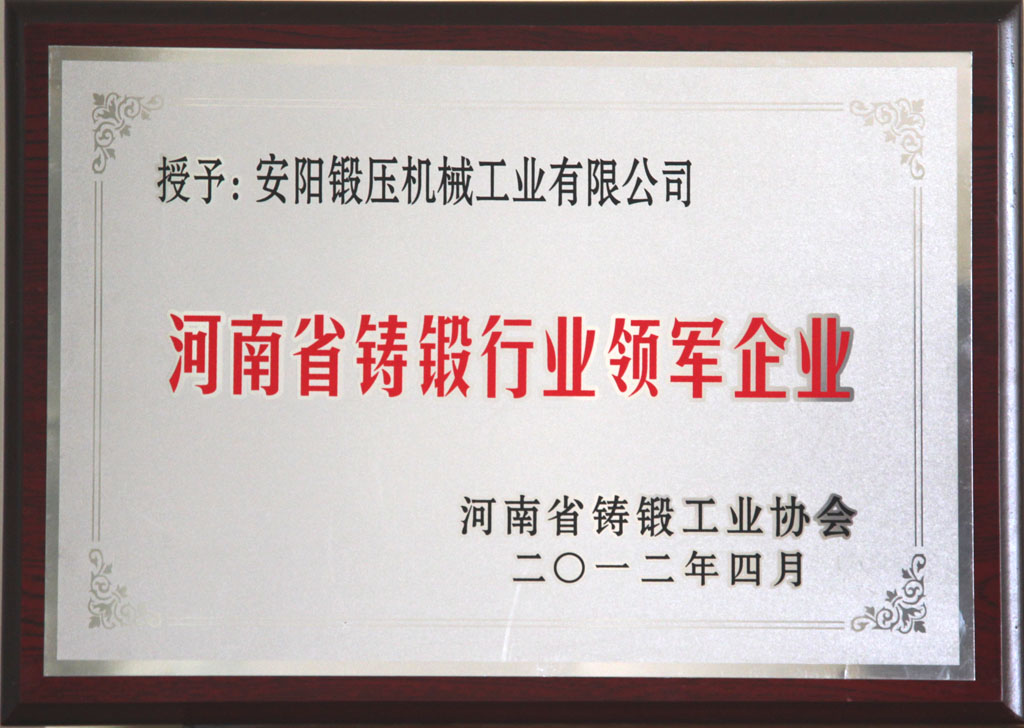 授予：安阳锻压机械工业有限公司
河南省铸锻行业领军企业
河南省铸锻工业协会
二〇一二年四月